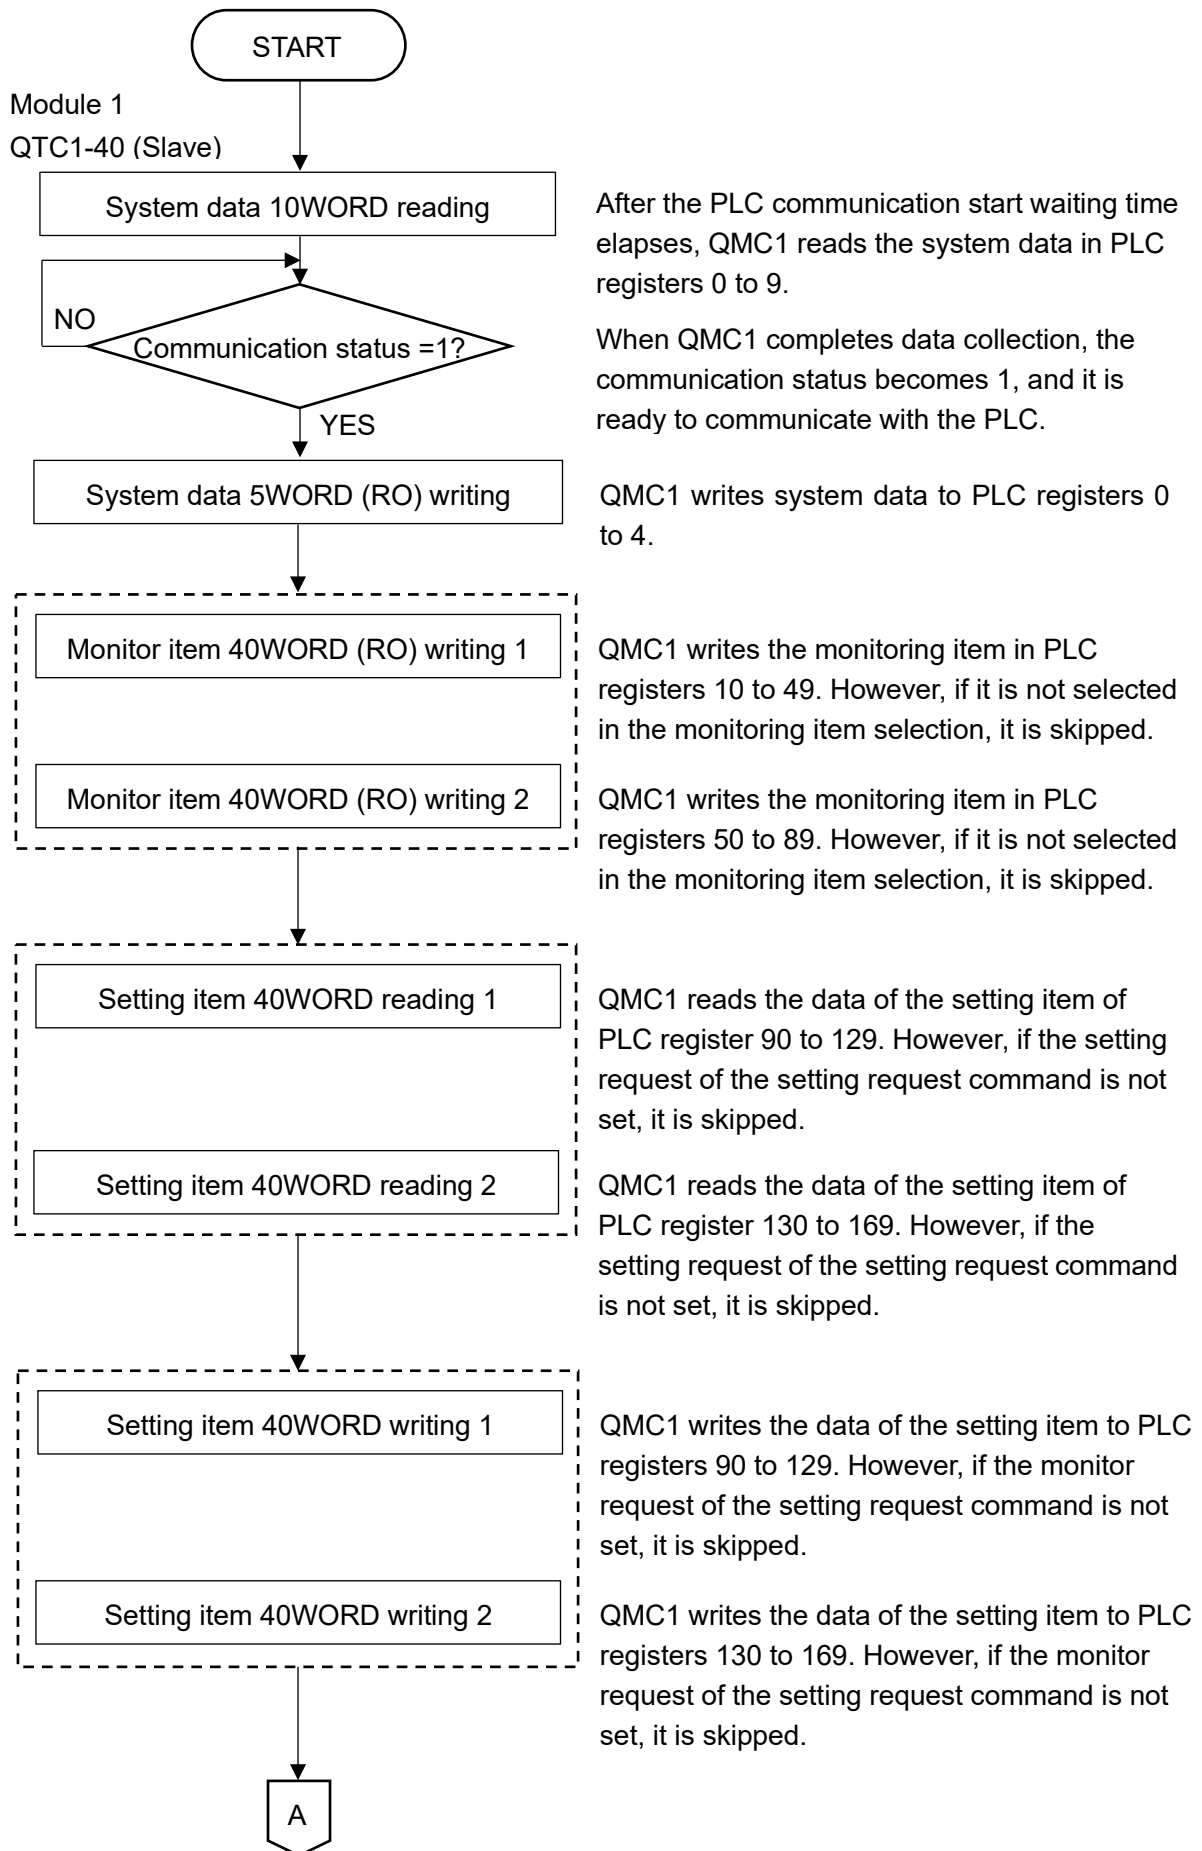 START
Module 1
QTC1-40 (Slave)
System data 10WORD reading
After the PLC communication start waiting time
elapses, QMC1 reads the system data in PLC
registers 0 to 9.
NO
Communication status =1?
When QMC1 completes data collection, the
communication status becomes 1, and it is
ready to communicate with the PLC.
YES
System data 5WORD (RO) writing
QMC1 writes system data to PLC registers 0
to 4.
Monitor item 40WORD (RO) writing 1
QMC1 writes the monitoring item in PLC
registers 10 to 49. However, if it is not selected
in the monitoring item selection, it is skipped.
Monitor item 40WORD (RO) writing 2
QMC1 writes the monitoring item in PLC
registers 50 to 89. However, if it is not selected
in the monitoring item selection, it is skipped.
Setting item 40WORD reading 1
QMC1 reads the data of the setting item of
PLC register 90 to 129. However, if the setting
request of the setting request command is not
set, it is skipped.
Setting item 40WORD reading 2
QMC1 reads the data of the setting item of
PLC register 130 to 169. However, if the
setting request of the setting request command
is not set, it is skipped.
Setting item 40WORD writing 1
QMC1 writes the data of the setting item to PLC
registers 90 to 129. However, if the monitor
request of the setting request command is not
set, it is skipped.
Setting item 40WORD writing 2
QMC1 writes the data of the setting item to PLC
registers 130 to 169. However, if the monitor
request of the setting request command is not
set, it is skipped.
A